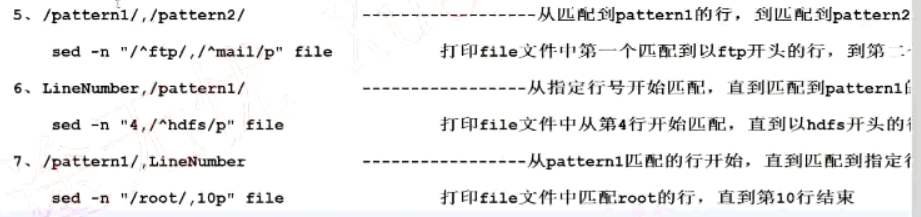 5、/pattern1/,/pattern2/ -----------------从匹配到pattern1的行，到匹配到pattern2
sed -n "/^ftp/,/^mail/p" file 打印file文件中第一个匹配到以ftp开头的行，到第二
6、LineNumber,/pattern1/ ----------------从指定行号开始匹配，直到匹配到pattern1
sed -n "4,/^hdfs/p" file 打印file文件中从第4行开始匹配，直到以hdfs开头的
7、/pattern1/,LineNumber ----------------从pattern1匹配的行开始，直到匹配到指定
sed -n "/root/,10p" file 打印file文件中匹配root的行，直到第10行结束